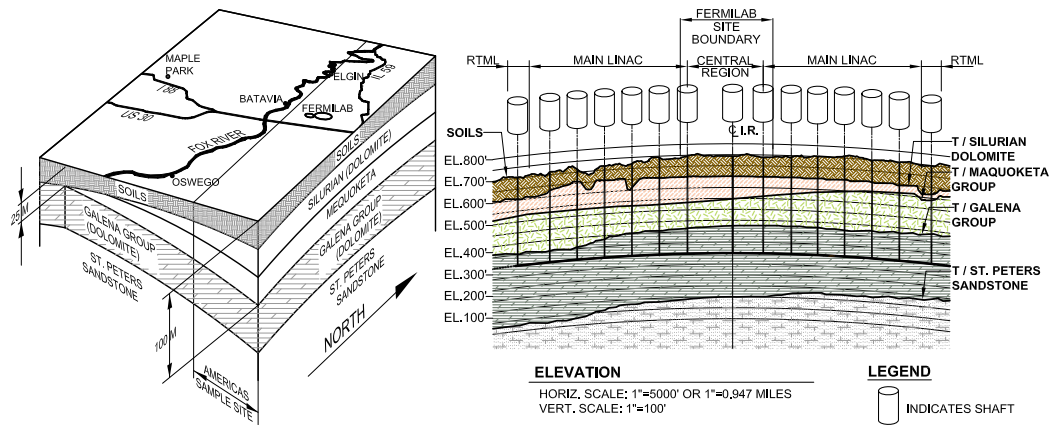 MAPLE
PARK
I 88
US 30
BATAVIA
ELGIN
IL 59
FERMILAB
FOX RIVER
OSWEGO
SOILS
SOILS
SILURIAN (DOLOMITE)
MEQUOKETA
GALENA GROUP
(DOLOMITE)
GALENA GROUP
(DOLOMITE)
ST. PETERS
SANDSTONE
ST. PETERS
SANDSTONE
25 M
100 M
NORTH
AMERICAS
SAMPLE SITE
FERMILAB
SITE
BOUNDARY
RTML
MAIN LINAC
CENTRAL
REGION
MAIN LINAC
RTML
C I.R.
SOILS
EL.800'
EL.700'
EL.600'
EL.500'
EL.400'
EL.300'
EL.200'
EL.100'
T / SILURIAN
DOLOMITE
T / MAQUOKETA
GROUP
T / GALENA
GROUP
T / ST. PETERS
SANDSTONE
ELEVATION
HORIZ. SCALE: 1"=5000' OR 1"=0.947 MILES
VERT. SCALE: 1"=100'
LEGEND
INDICATES SHAFT